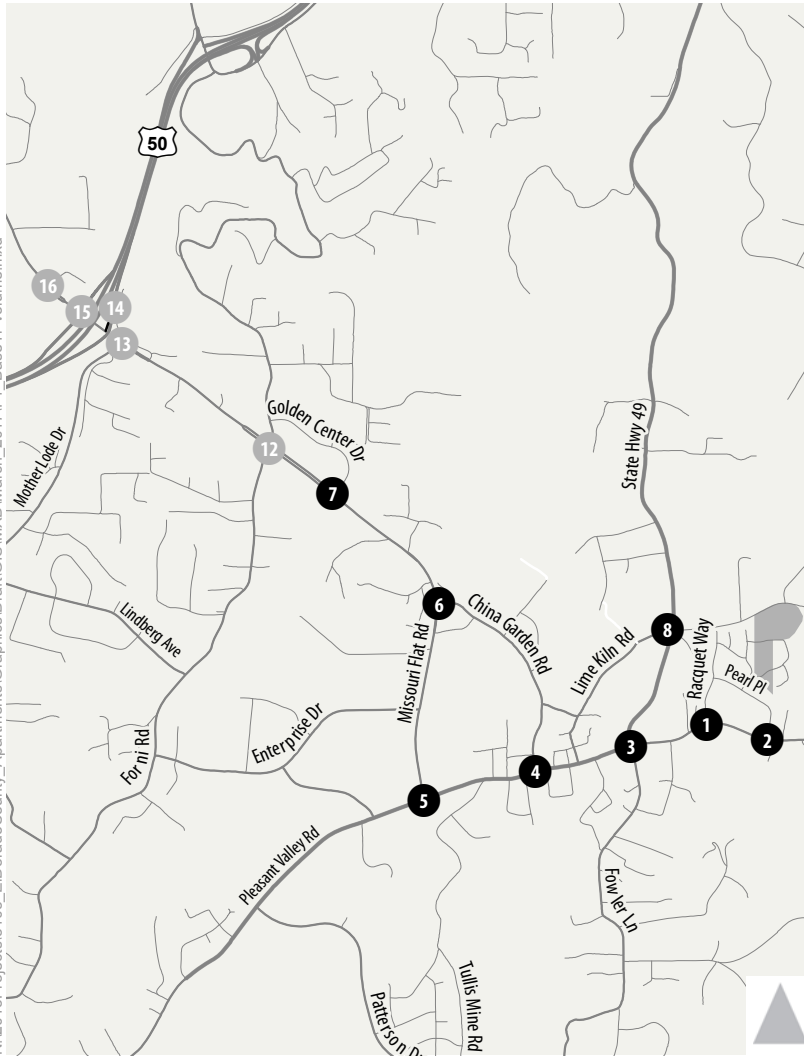 50
16
15
14
13
Golden Center Dr
Mother Lode Dr
State Hwy 49
12
7
6
China Garden Rd
Lindberg Ave
Missouri Flat Rd
Lime Kiln Rd
8
Racquet Way
Pearl Pl
Enterprise Dr
Forni Rd
1
2
3
4
5
Pleasant Valley Rd
Fowler Ln
Tullis Mine Rd
Patterson Dr